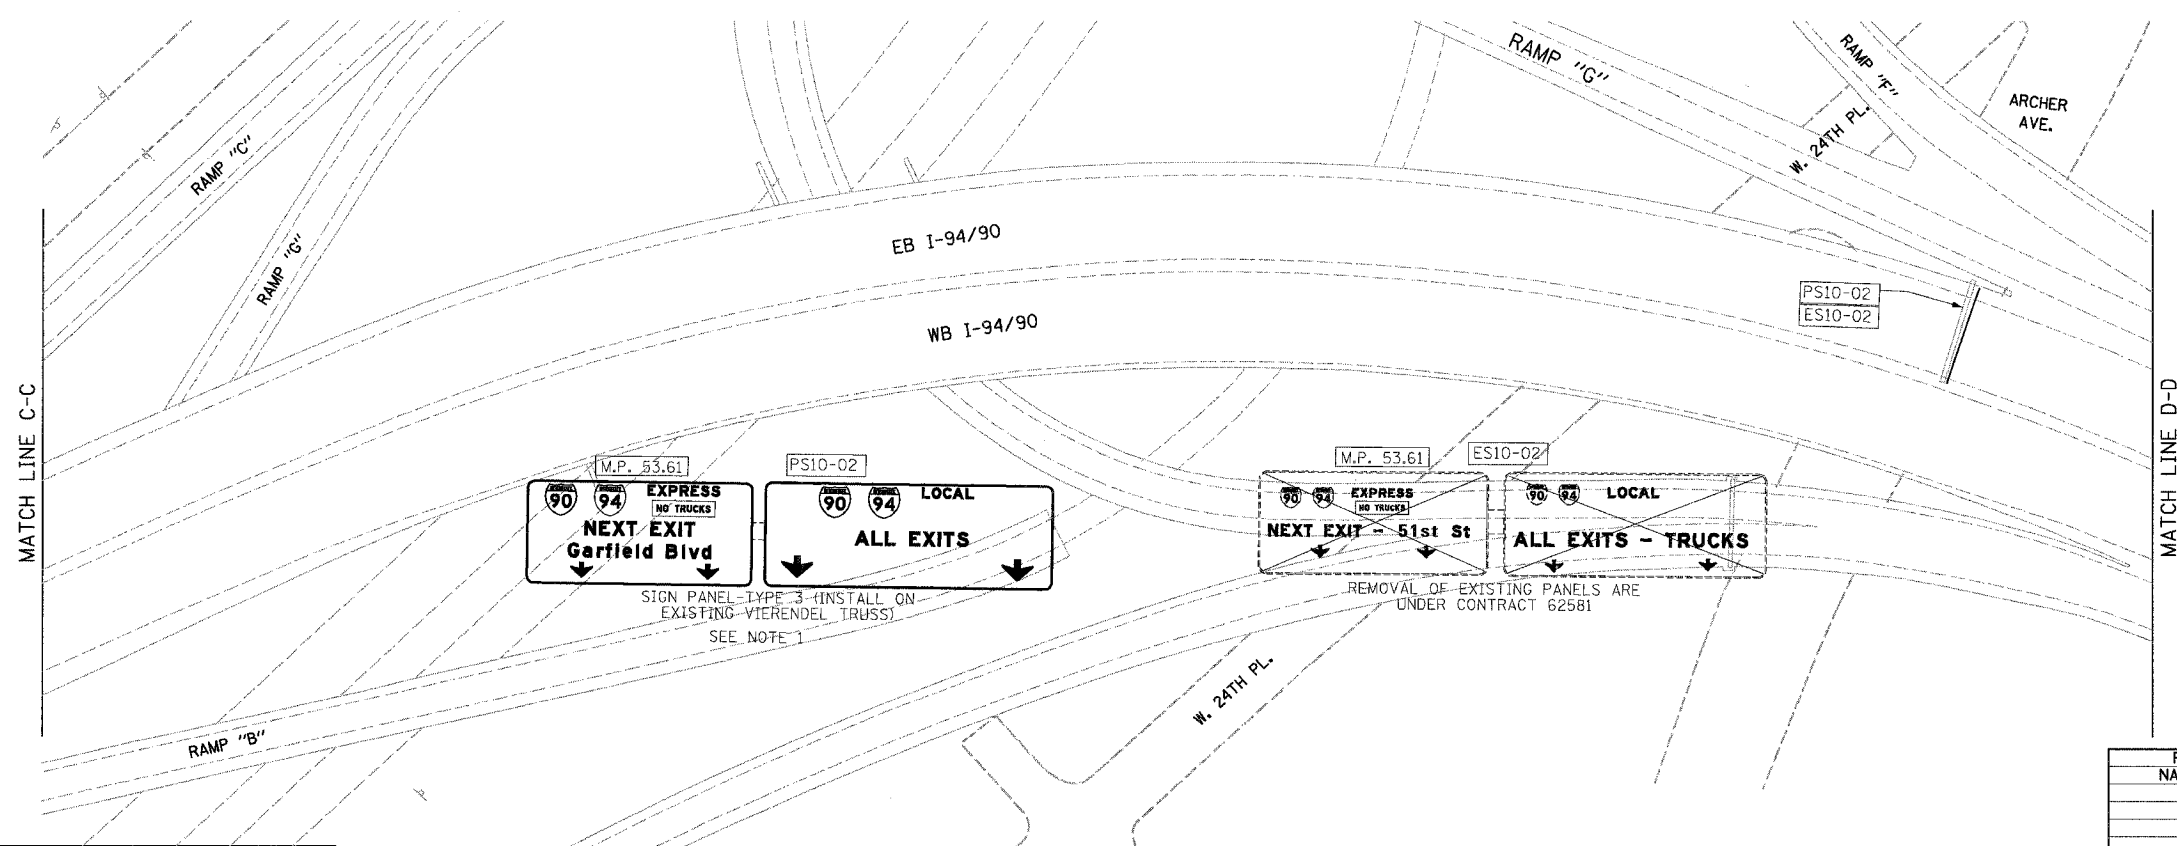 RAMP "C"
RAMP "G"
RAMP "G"
RAMP "F"
ARCHER
AVE.
W. 24TH PL.
EB I-94/90
WB I-94/90
PS10-02
ES10-02
MATCH LINE C-C
MATCH LINE D-D
M.P. 53.61
PS10-02
90 94 EXPRESS
NO TRUCKS
NEXT EXIT
Garfield Blvd
90 94 LOCAL
ALL EXITS
SIGN PANEL-TYPE 3 (INSTALL ON
EXISTING VIERENDEL TRUSS)
SEE NOTE 1
M.P. 53.61
ES10-02
90 94 EXPRESS
NO TRUCKS
NEXT EXIT - 51st St
90 94 LOCAL
ALL EXITS - TRUCKS
REMOVAL OF EXISTING PANELS ARE
UNDER CONTRACT 62581
W. 24TH PL.
RAMP "B"
NA